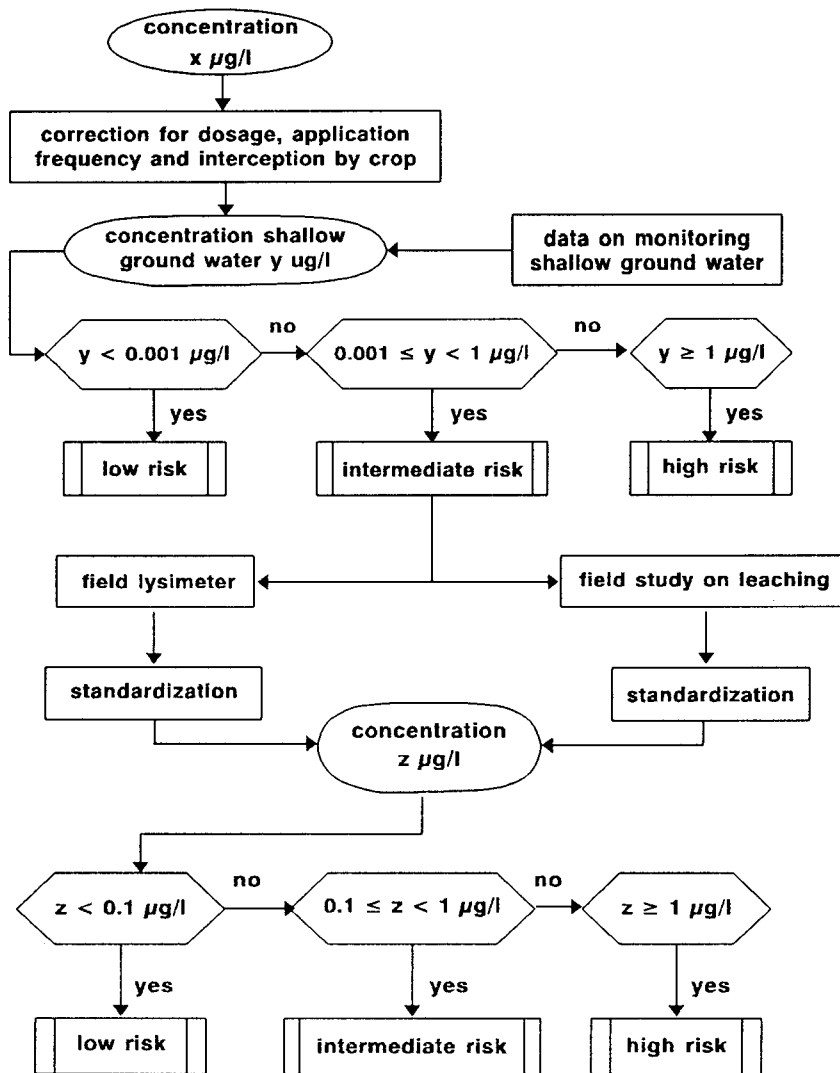 concentration
x µg/l
correction for dosage, application
frequency and interception by crop
concentration shallow
ground water y ug/l
data on monitoring
shallow ground water
y < 0.001 µg/l
no
0.001 ≤ y < 1 µg/l
no
y ≥ 1 µg/l
yes
yes
yes
low risk
intermediate risk
high risk
field lysimeter
field study on leaching
standardization
standardization
concentration
z µg/l
z < 0.1 µg/l
no
0.1 ≤ z < 1 µg/l
no
z ≥ 1 µg/l
yes
yes
yes
low risk
intermediate risk
high risk